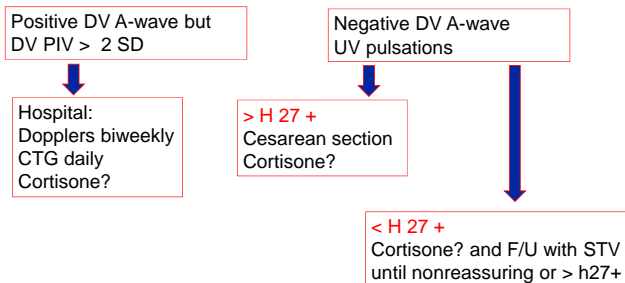 Positive DV A-wave but
DV PIV > 2 SD
Negative DV A-wave
UV pulsations
Hospital:
Dopplers biweekly
CTG daily
Cortisone?
> H 27 +
Cesarean section
Cortisone?
< H 27 +
Cortisone? and F/U with STV
until nonreassuring or > h27+